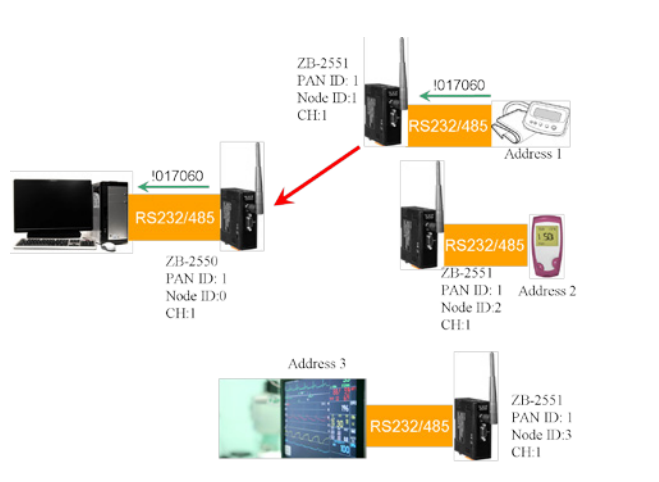 ZB-2551
PAN ID: 1
Node ID:1
CH:1
!017060
RS232/485
Address 1
!017060
RS232/485
ZB-2550
PAN ID: 1
Node ID:0
CH:1
RS232/485
ZB-2551
PAN ID: 1
Node ID:2
CH:1
Address 2
Address 3
RS232/485
ZB-2551
PAN ID: 1
Node ID:3
CH:1